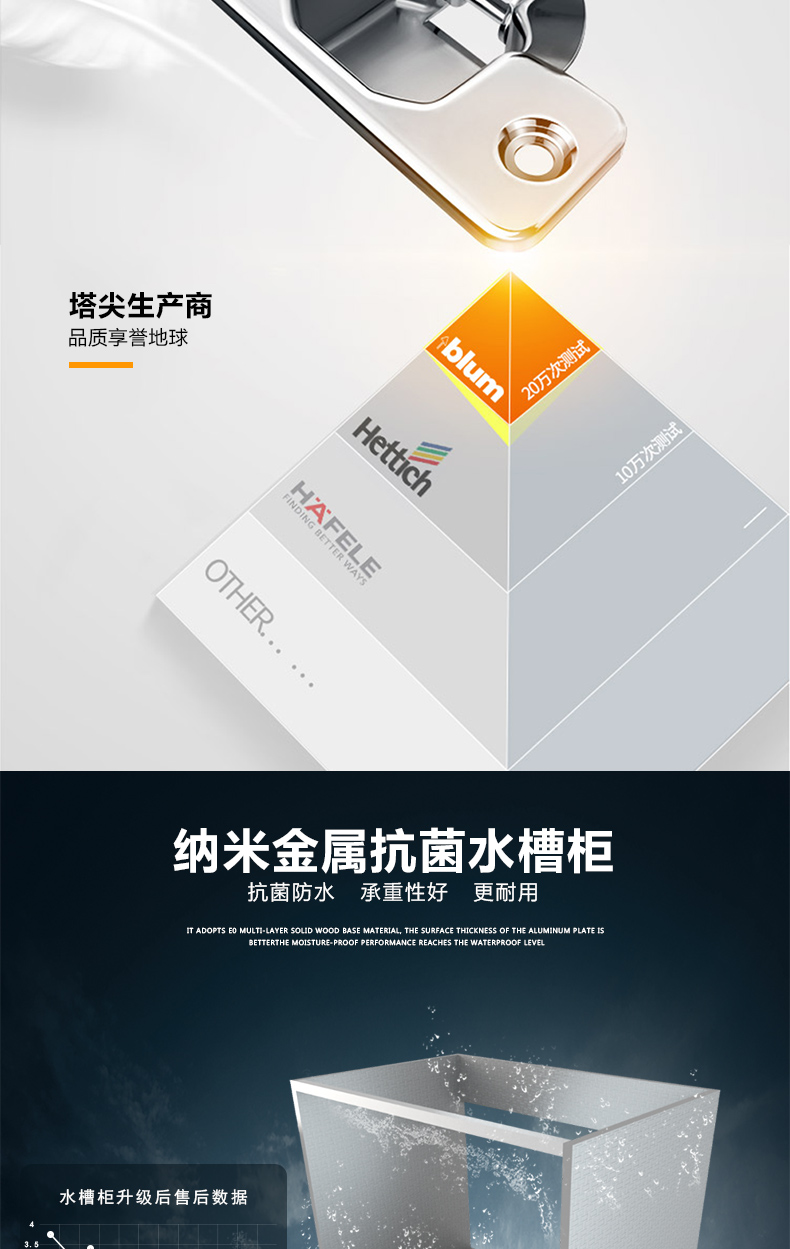 塔尖生产商
品质享誉地球
blum
20万次测试
Hettich
10万次测试
HÄFELE
FINDING BETTER WAYS
OTHER... ...
纳米金属抗菌水槽柜
抗菌防水 承重性好 更耐用
IT ADOPTS E0 MULTI-LAYER SOLID WOOD BASE MATERIAL, THE SURFACE THICKNESS OF THE ALUMINUM PLATE IS
BETTERTHE MOISTURE-PROOF PERFORMANCE REACHES THE WATERPROOF LEVEL
水槽柜升级后售后数据
4
3.5